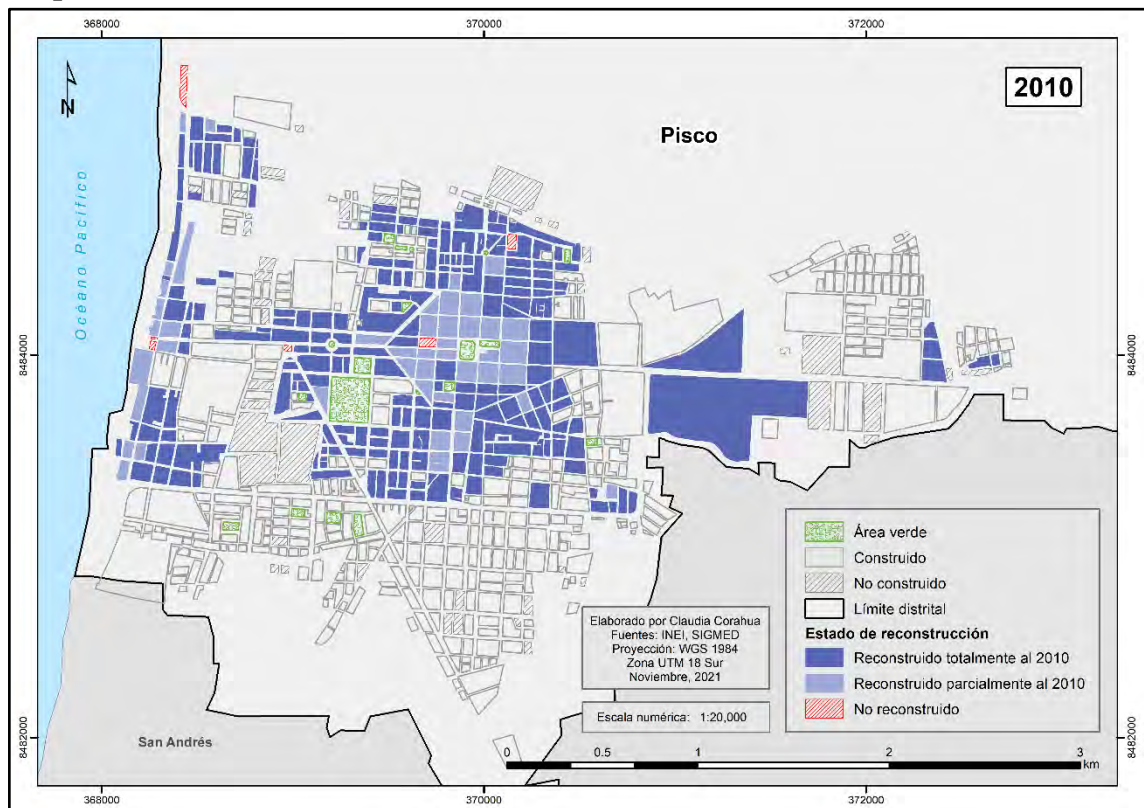 368000
370000
372000
N
2010
Pisco
Océano Pacífico
8484000
8484000
Área verde
Construido
No construido
Límite distrital
Estado de reconstrucción
Reconstruido totalmente al 2010
Reconstruido parcialmente al 2010
No reconstruido
Elaborado por Claudia Corahua
Fuentes: INEI, SIGMED
Proyección: WGS 1984
Zona UTM 18 Sur
Noviembre, 2021
Escala numérica: 1:20,000
San Andrés
8482000
8482000
0 0.5 1 2 3
km
368000
370000
372000